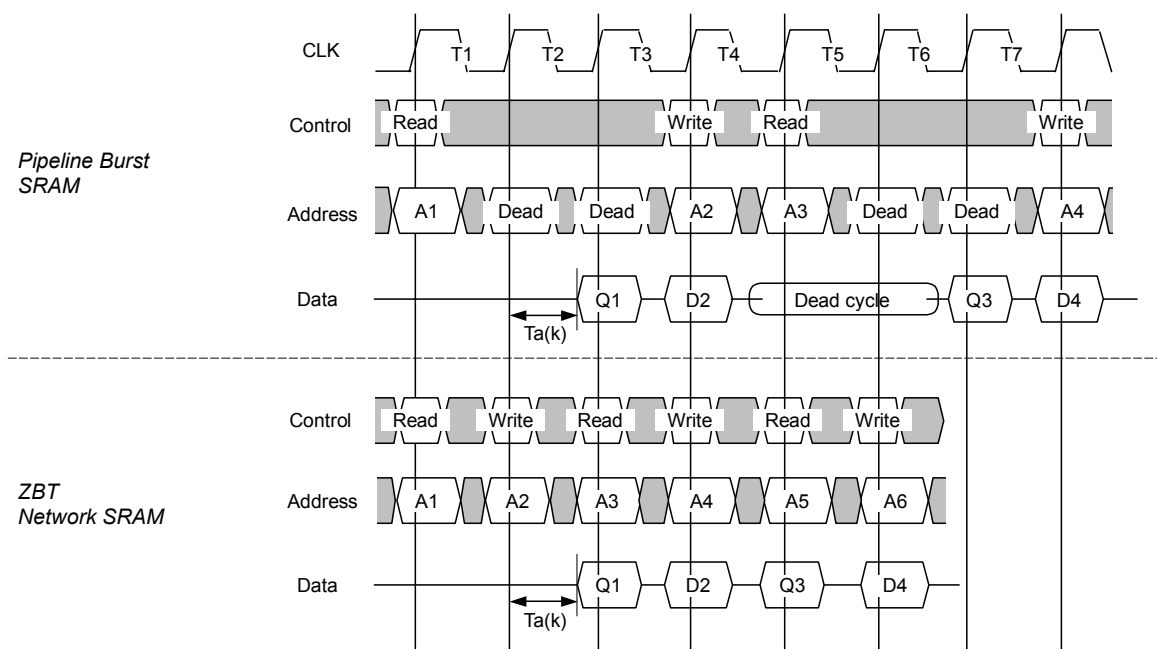 CLK T1 T2 T3 T4 T5 T6 T7
Control Read Write Read Write
Pipeline Burst
SRAM
Address A1 Dead Dead A2 A3 Dead Dead A4
Data Q1 D2 Dead cycle Q3 D4
Ta(k)
Control Read Write Read Write Read Write
ZBT
Network SRAM
Address A1 A2 A3 A4 A5 A6
Data Q1 D2 Q3 D4
Ta(k)